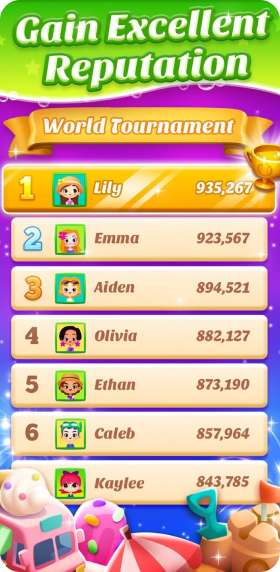 Gain Excellent
Reputation
World Tournament
1 Lily 935,267
2 Emma 923,567
3 Aiden 894,521
4 Olivia 882,127
5 Ethan 873,190
6 Caleb 857,964
Kaylee 843,785